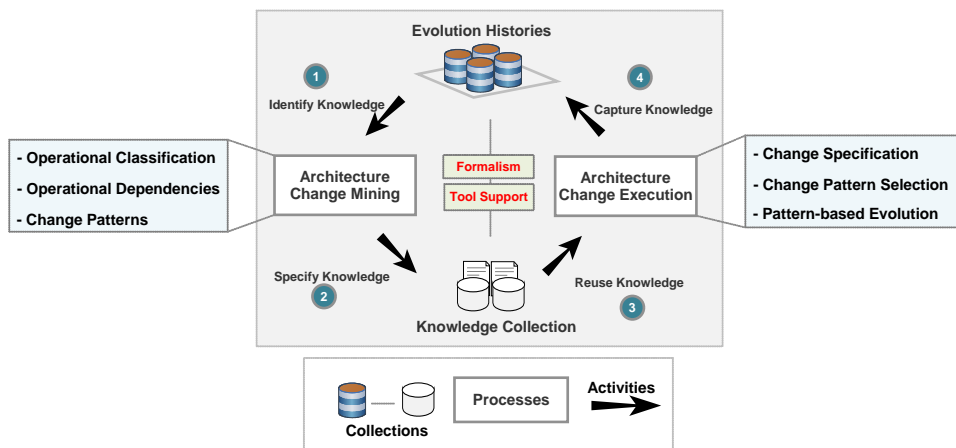 Evolution Histories
1
4
Identify Knowledge
Capture Knowledge
- Operational Classification
- Operational Dependencies
- Change Patterns
Architecture
Change Mining
Formalism
Tool Support
Architecture
Change Execution
- Change Specification
- Change Pattern Selection
- Pattern-based Evolution
Specify Knowledge
2
Reuse Knowledge
3
Knowledge Collection
Collections
Processes
Activities